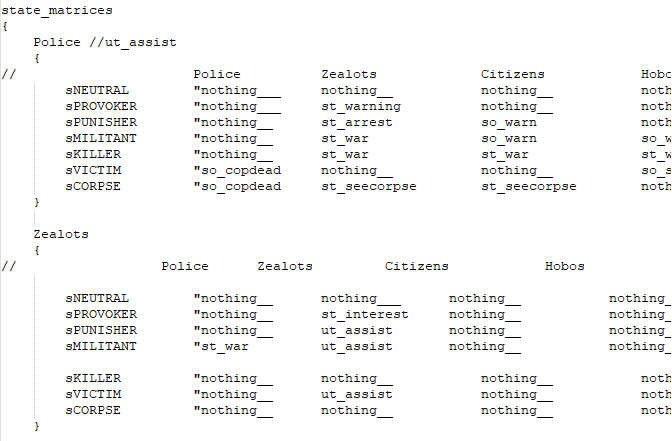 state_matrices
{
    Police //ut_assist
    {
//                      Police          Zealots             Citizens            Hobo
        sNEUTRAL        "nothing___     nothing__           nothing__           noth
        sPROVOKER       "nothing___     st_warning          nothing__           noth
        sPUNISHER       "nothing__      st_arrest           so_warn             noth
        sMILITANT       "nothing__      st_war              so_warn             so_w
        sKILLER         "nothing__      st_war              st_war              st_w
        sVICTIM         "so_copdead     nothing__           nothing__           so_s
        sCORPSE         "so_copdead     st_seecorpse        st_seecorpse        noth
    }
    Zealots
    {
//                  Police      Zealots         Citizens            Hobos
        sNEUTRAL        "nothing__      nothing___      nothing__           nothing_
        sPROVOKER       "nothing__      st_interest     nothing__           nothing_
        sPUNISHER       "nothing__      ut_assist       nothing__           nothing_
        sMILITANT       "st_war         ut_assist       nothing__           nothing_
        sKILLER         "nothing__      nothing__           nothing__           noth
        sVICTIM         "nothing__      ut_assist           nothing__           noth
        sCORPSE         "nothing__      nothing__           nothing__           noth
    }